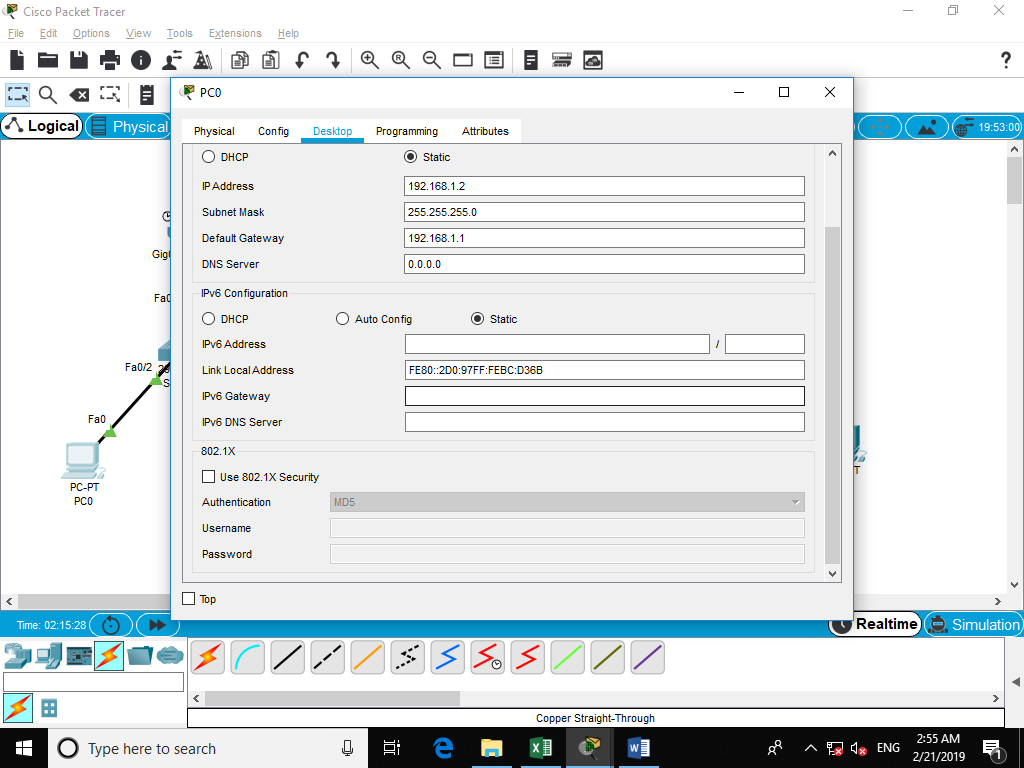 Cisco Packet Tracer
File Edit Options View Tools Extensions Help
PC0
Logical
Physical
19:53:00
Physical Config Desktop Programming Attributes
DHCP Static
IP Address 192.168.1.2
Subnet Mask 255.255.255.0
Default Gateway 192.168.1.1
DNS Server 0.0.0.0
IPv6 Configuration
DHCP Auto Config Static
IPv6 Address /
Link Local Address FE80::2D0:97FF:FEBC:D36B
IPv6 Gateway
IPv6 DNS Server
802.1X
Use 802.1X Security
Authentication MD5
Username
Password
Top
Fa0/2
Fa0
PC-PT
PC0
Time: 02:15:28
Realtime
Simulation
Copper Straight-Through
Type here to search
ENG
2:55 AM
2/21/2019
1